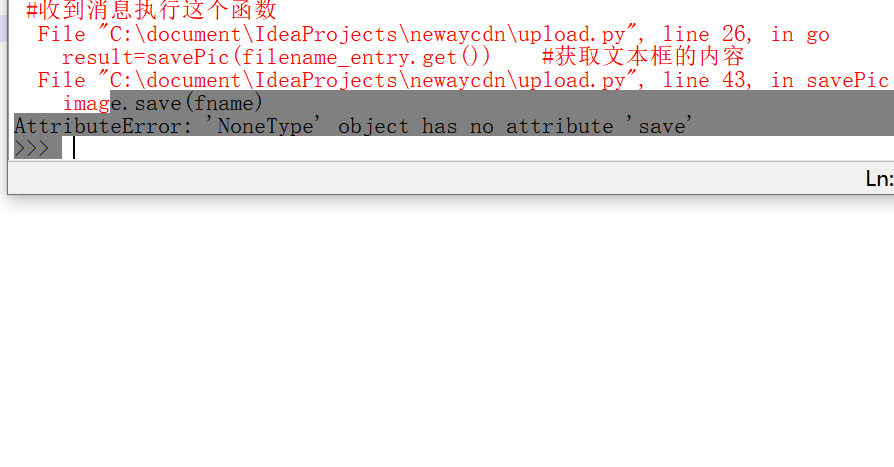 #收到消息执行这个函数
File "C:\document\IdeaProjects\newaycdn\upload.py", line 26, in go
result=savePic(filename_entry.get()) #获取文本框的内容
File "C:\document\IdeaProjects\newaycdn\upload.py", line 43, in savePic
image.save(fname)
AttributeError: 'NoneType' object has no attribute 'save'
>>>
Ln: